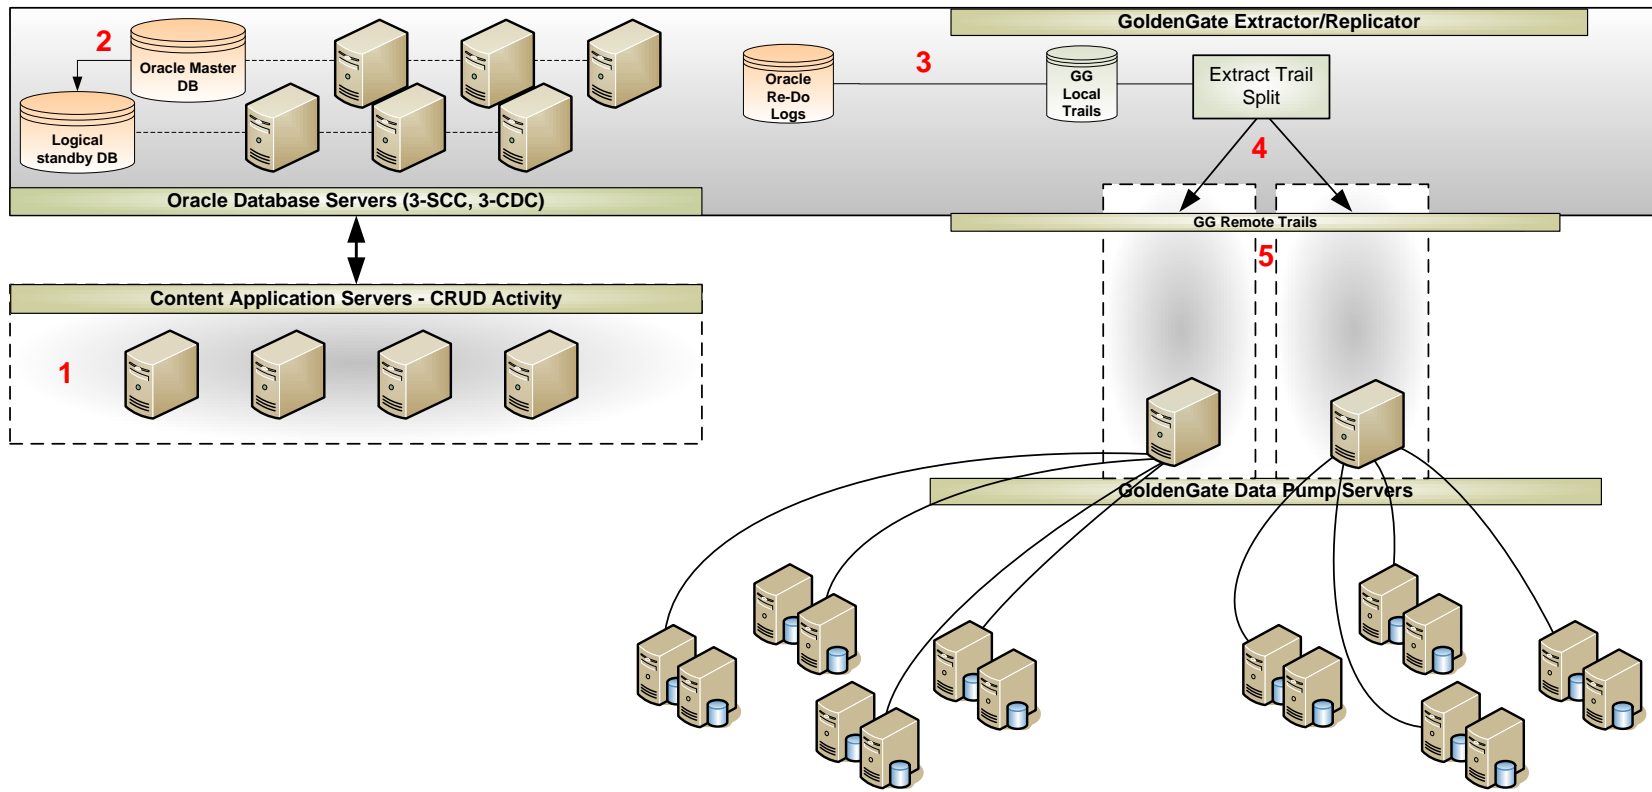 GoldenGate Extractor/Replicator
2
Oracle Master
DB
Logical
standby DB
Oracle
Re-Do
Logs
3
GG
Local
Trails
Extract Trail
Split
4
Oracle Database Servers (3-SCC, 3-CDC)
GG Remote Trails
5
Content Application Servers - CRUD Activity
1
GoldenGate Data Pump Servers